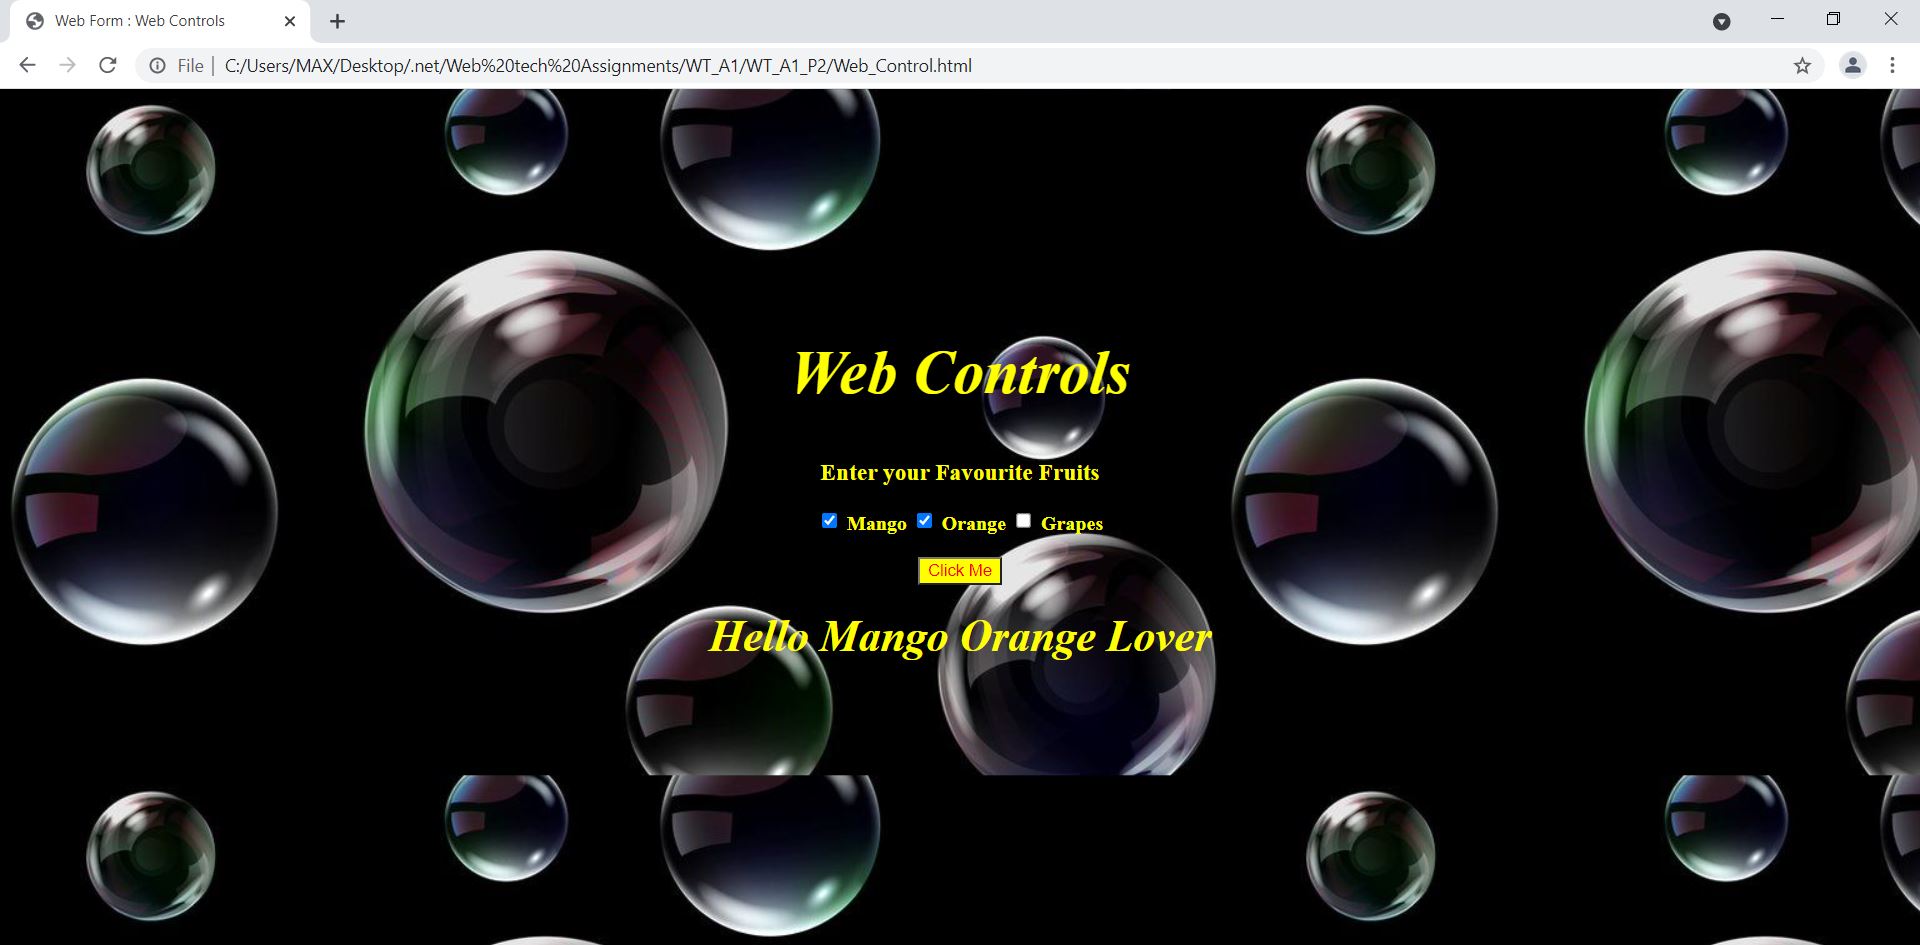 Web Form : Web Controls
File | C:/Users/MAX/Desktop/.net/Web%20tech%20Assignments/WT_A1/WT_A1_P2/Web_Control.html
Web Controls
Enter your Favourite Fruits
Mango Orange Grapes
Click Me
Hello Mango Orange Lover